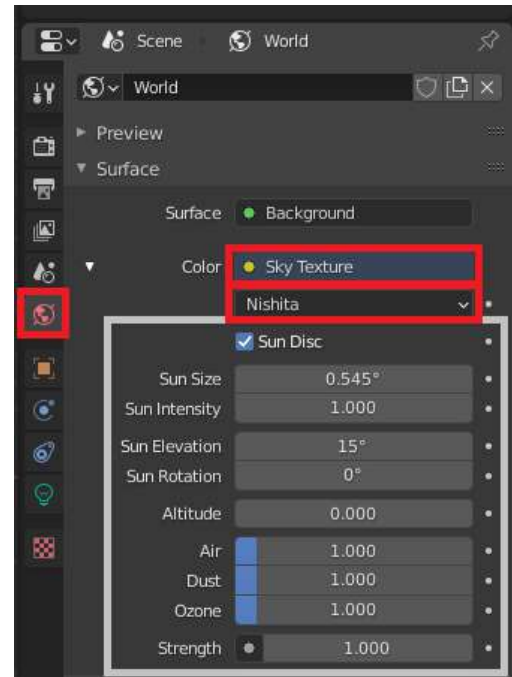 Scene World
World
Preview
Surface
Surface Background
Color Sky Texture
Nishita
Sun Disc
Sun Size 0.545°
Sun Intensity 1.000
Sun Elevation 15°
Sun Rotation 0°
Altitude 0.000
Air 1.000
Dust 1.000
Ozone 1.000
Strength 1.000